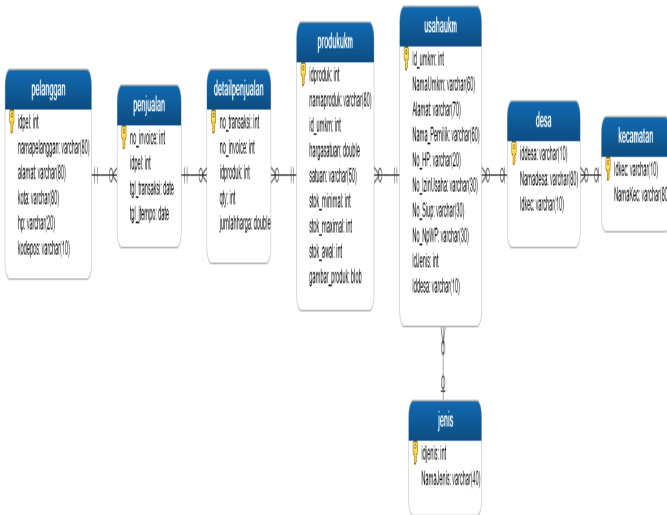 pelanggan
idpel: int
namapelanggan: varchar(80)
alamat: varchar(80)
kota: varchar(80)
hp: varchar(20)
kodepos: varchar(10)
penjualan
no_invoice: int
idpel: int
tgl_transaksi: date
tgl_jtempo: date
detailpenjualan
no_transaksi: int
no_invoice: int
idproduk: int
qty: int
jumlahharga: double
produkukm
idproduk: int
namaproduk: varchar(80)
id_umkm: int
hargasatuan: double
satuan: varchar(50)
stok_minimal: int
stok_maximal: int
stok_awal: int
gambar_produk: blob
usahaukm
Id_umkm: int
NamaUmkm: varchar(60)
Alamat: varchar(70)
Nama_Pemilik: varchar(60)
No_HP: varchar(20)
No_IzinUsaha: varchar(30)
No_Siup: varchar(30)
No_NpWP: varchar(30)
IdJenis: int
Iddesa: varchar(10)
desa
iddesa: varchar(10)
Namadesa: varchar(80)
Idkec: varchar(10)
kecamatan
Idkec: varchar(10)
NamaKec: varchar(80
jenis
idjenis: int
NamaJenis: varchar(40)